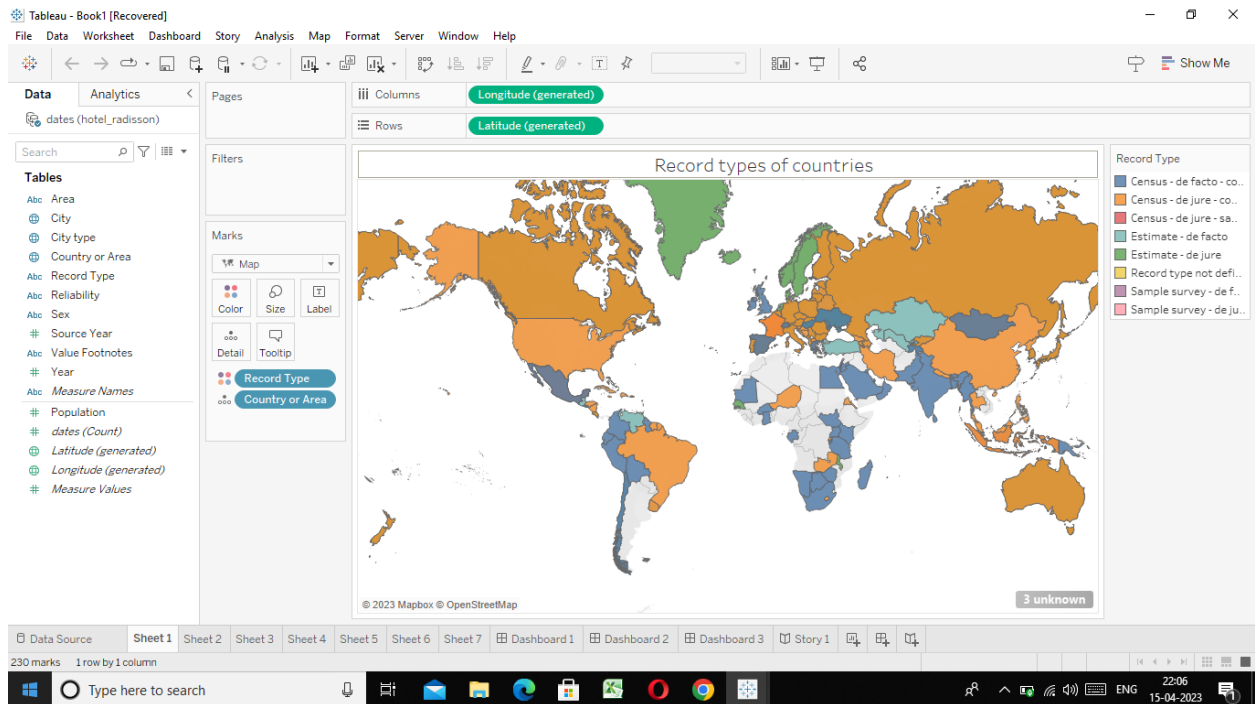 Tableau - Book1 [Recovered]
File Data Worksheet Dashboard Story Analysis Map Format Server Window Help
Show Me
Data Analytics
dates (hotel_radisson)
Search
Tables
Abc Area
City
City type
Country or Area
Abc Record Type
Abc Reliability
Abc Sex
# Source Year
Abc Value Footnotes
# Year
Abc Measure Names
# Population
# dates (Count)
Latitude (generated)
Longitude (generated)
# Measure Values
Pages
Filters
Marks
Map
Color Size Label
Detail Tooltip
Record Type
Country or Area
Columns Longitude (generated)
Rows Latitude (generated)
Record types of countries
© 2023 Mapbox © OpenStreetMap
3 unknown
Record Type
Census - de facto - co..
Census - de jure - co...
Census - de jure - sa..
Estimate - de facto
Estimate - de jure
Record type not defi...
Sample survey - de f...
Sample survey - de ju...
Data Source Sheet 1 Sheet 2 Sheet 3 Sheet 4 Sheet 5 Sheet 6 Sheet 7 Dashboard 1 Dashboard 2 Dashboard 3 Story 1
230 marks 1 row by 1 column
Type here to search
ENG
22:06
15-04-2023
1